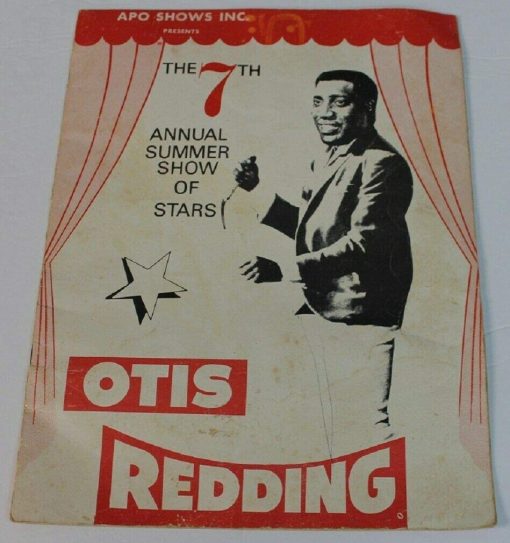 APO SHOWS INC.
PRESENTS
THE 7TH
ANNUAL
SUMMER
SHOW
OF
STARS
OTIS
REDDING